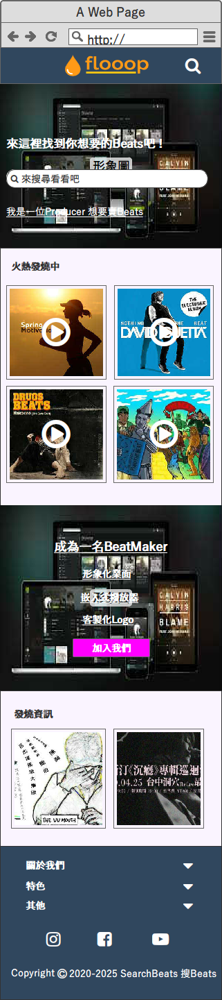 A Web Page
http://
flooop
來這裡找到你想要的Beats吧！
形象圖
CALVIN
BLAME
來搜尋看看吧
我是一位Producer 想要賣Beats
火熱發燒中
Spring
Motivation
THE
ELECTRONIC
ALBUM
NOTHING
THE BEAT
DAVID GUETTA
DRUGS
BEATS
成為一名BeatMaker
形象化桌面
嵌入式撥放器
客製化Logo
CALVIN
HARRIS
BLAME
加入我們
發燒資訊
THE VU MOUTH
《沉癮》專輯巡迴
.04.25 台中洞穴The Cave
關於我們
特色
其他
Copyright © 2020-2025 SearchBeats 搜Beats